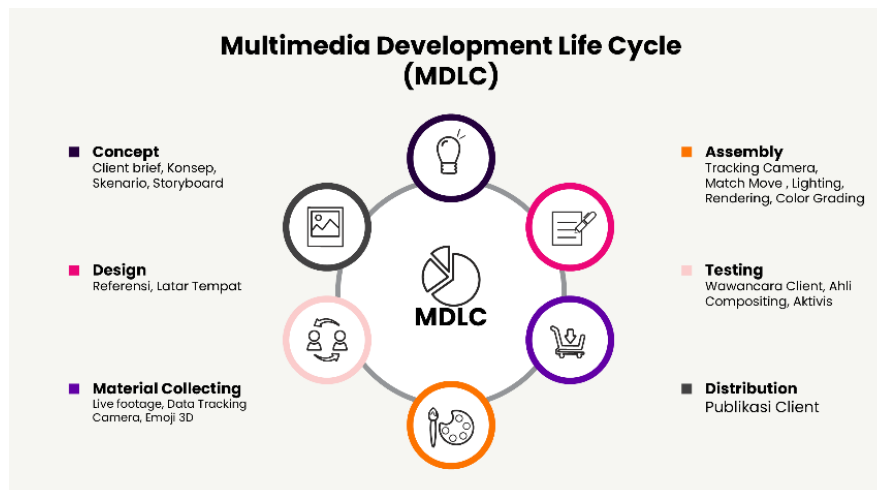 Multimedia Development Life Cycle
(MDLC)
Concept
Client brief, Konsep,
Skenario, Storyboard
Design
Referensi, Latar Tempat
Material Collecting
Live footage, Data Tracking
Camera, Emoji 3D
MDLC
Assembly
Tracking Camera,
Match Move , Lighting,
Rendering, Color Grading
Testing
Wawancara Client, Ahli
Compositing, Aktivis
Distribution
Publikasi Client